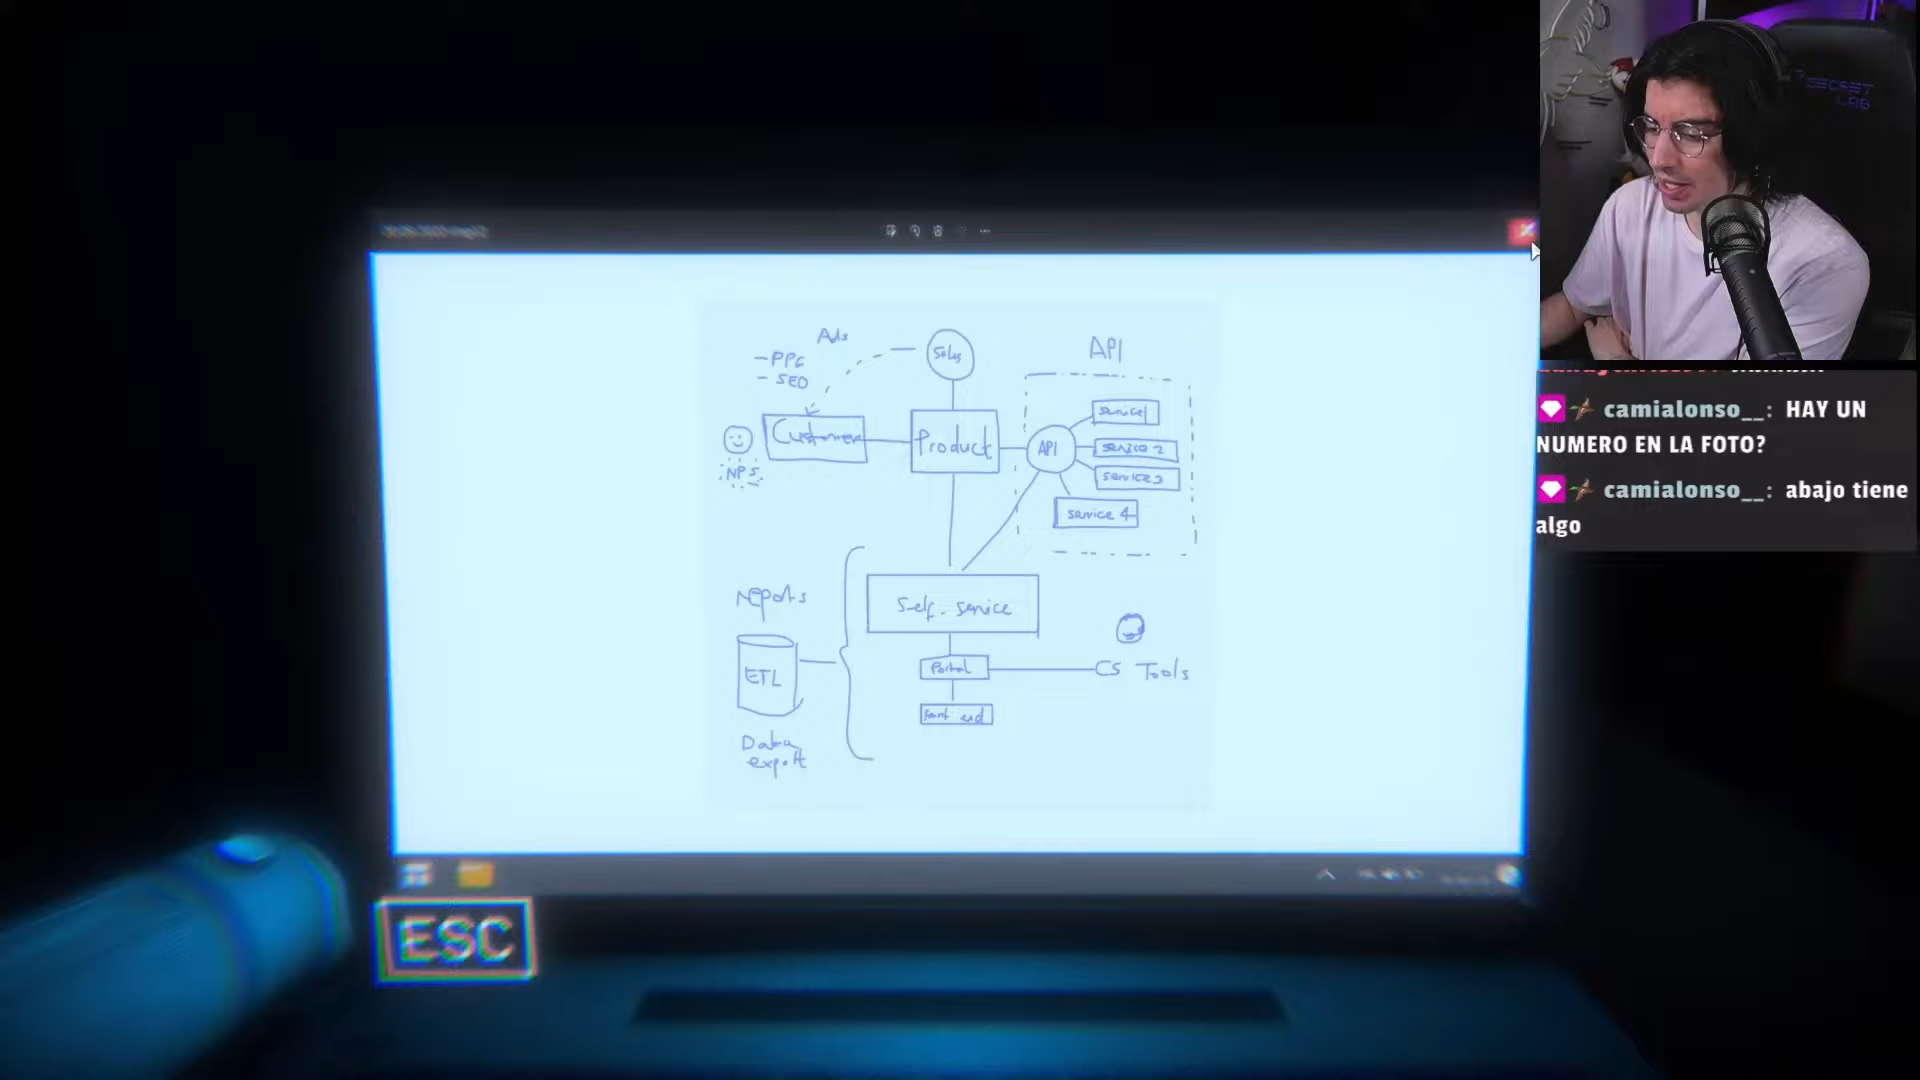 SECRET
LAB
camialonso__: HAY UN
NUMERO EN LA FOTO?
camialonso__: abajo tiene
algo
Ads
- PPC
- SEO
Sales
API
Customer
Product
API
service 1
service 2
service 3
service 4
NPS
Reports
ETL
Data
export
Self-service
Portal
Front end
CS Tools
ESC